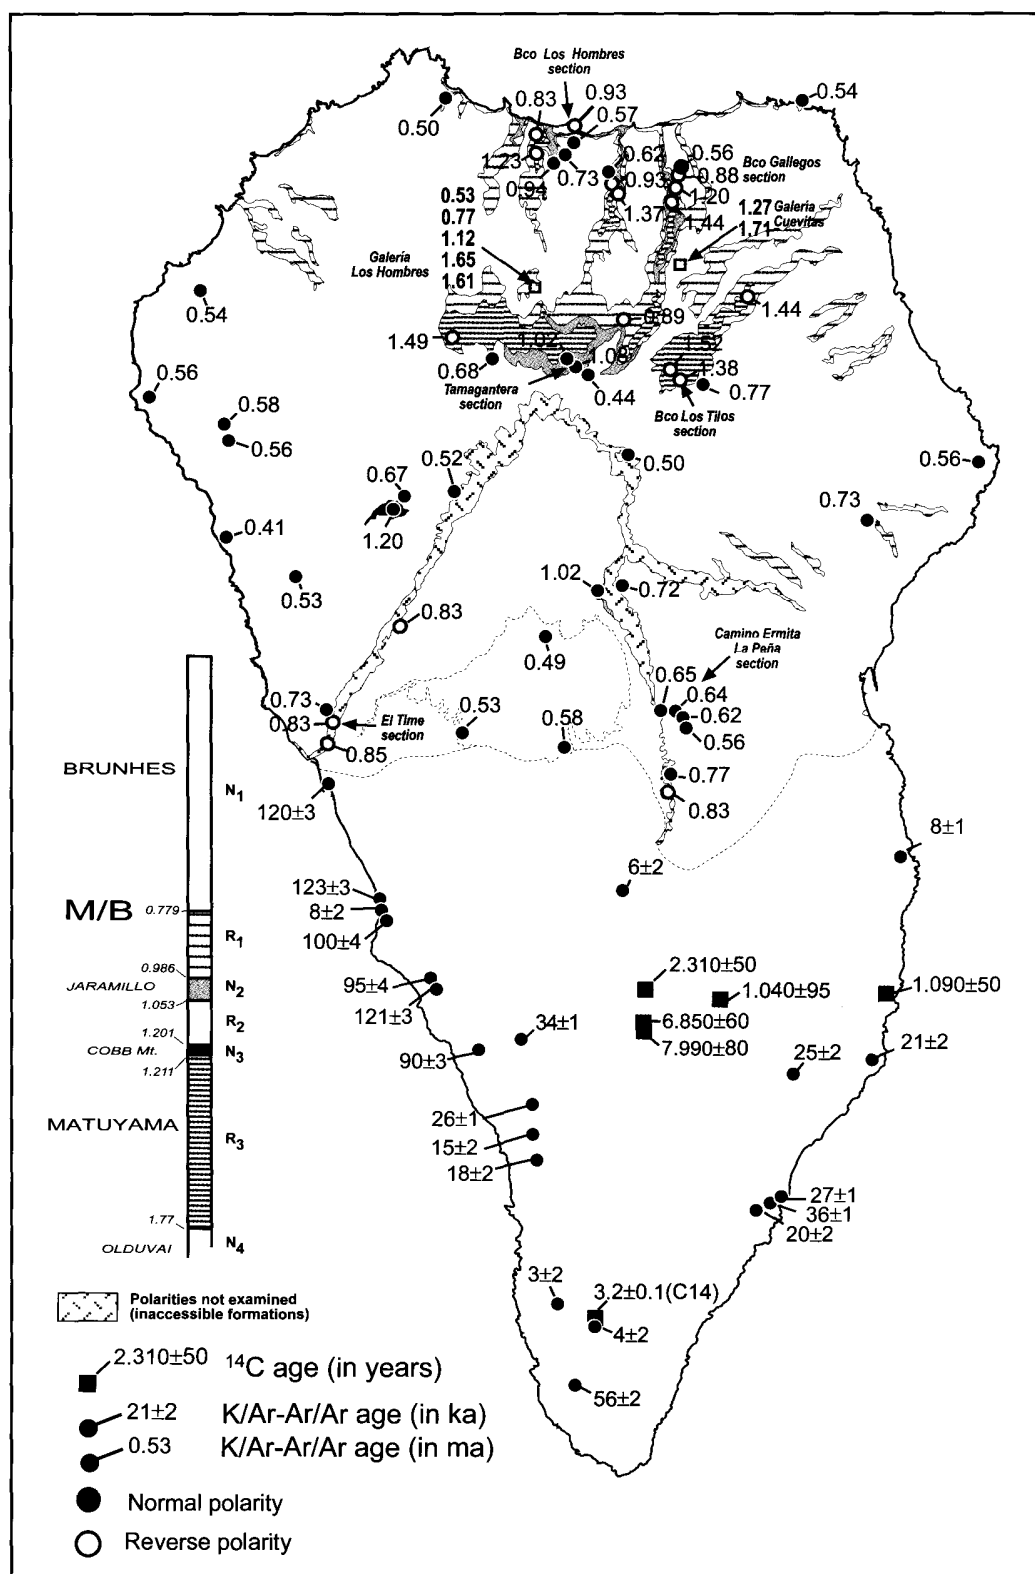 Bco Los Hombres
section
0.54
0.50
0.83
0.93
0.57
1.23
0.94
0.73
0.62
0.93
1.37
0.56
0.88
1.20
1.44
Bco Gallegos
section
0.53
0.77
1.12
1.65
1.61
Galería
Los Hombres
1.27
1.71
Galería
Cuevitas
0.54
1.49
0.68
1.02
1.08
0.44
Tamagantera
section
0.89
1.44
1.52
1.38
0.77
Bco Los Tilos
section
0.56
0.58
0.56
0.67
0.52
1.20
0.50
0.56
0.73
0.41
0.53
1.02
0.72
0.83
0.49
Camino Ermita
La Peña
section
0.65
0.64
0.62
0.56
0.73
0.83
El Time
section
0.85
0.53
0.58
0.77
0.83
120±3
8±1
6±2
123±3
8±2
100±4
95±4
121±3
2.310±50
1.040±95
1.090±50
6.850±60
7.990±80
34±1
90±3
25±2
21±2
26±1
15±2
18±2
27±1
36±1
20±2
3±2
3.2±0.1(C14)
4±2
56±2
BRUNHES
N1
M/B
0.779
R1
0.986
JARAMILLO
N2
1.053
R2
1.201
COBB Mt.
N3
1.211
MATUYAMA
R3
1.77
OLDUVAI
N4
Polarities not examined
(inaccessible formations)
2.310±50 14C age (in years)
21±2 K/Ar-Ar/Ar age (in ka)
0.53 K/Ar-Ar/Ar age (in ma)
Normal polarity
Reverse polarity